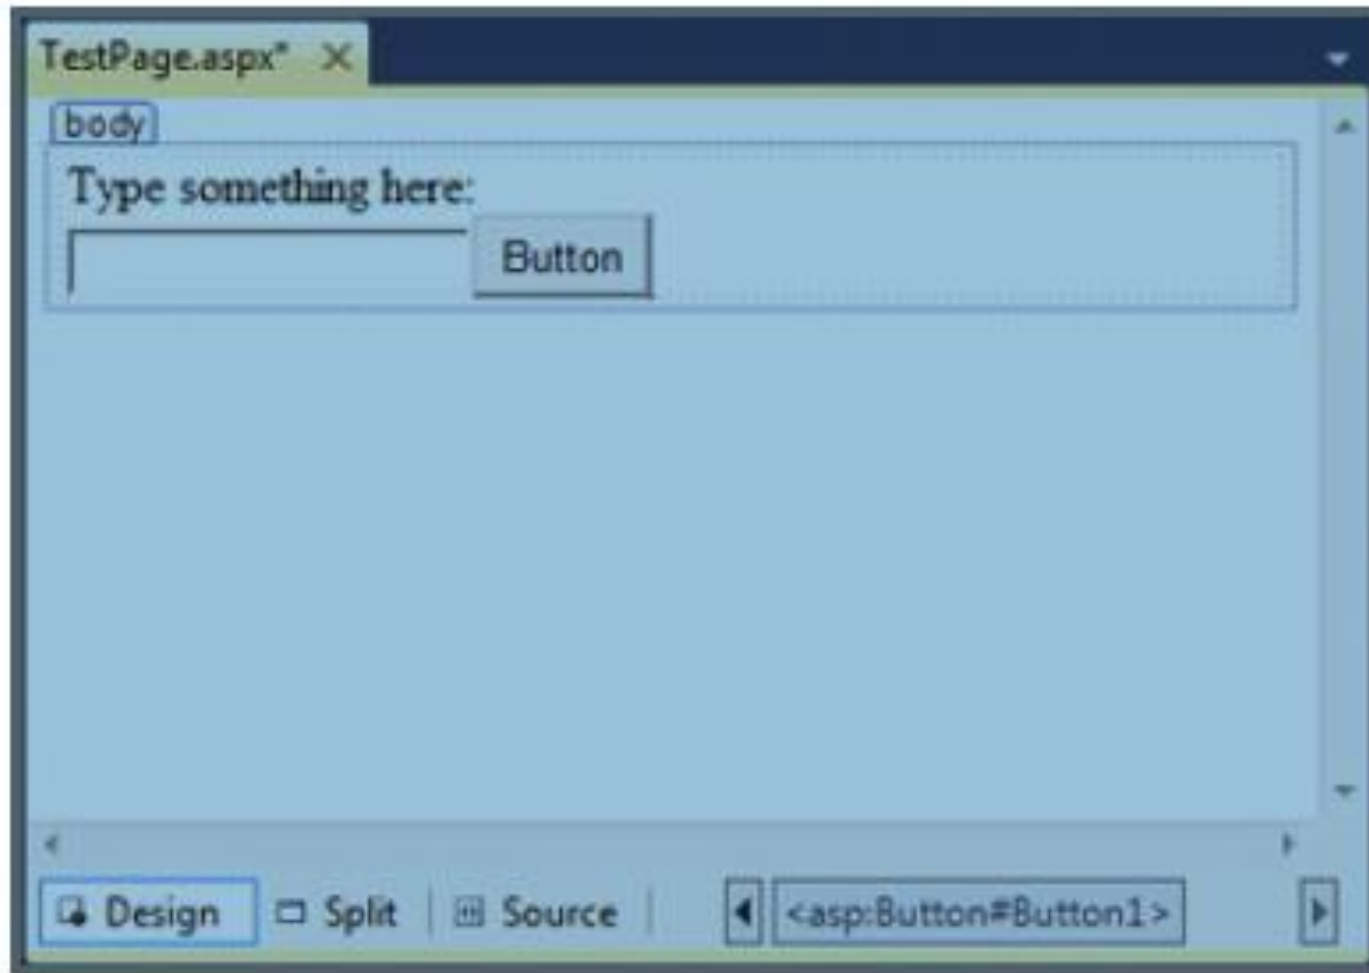 TestPage.aspx*
body
Type something here:
Button
Design Split Source <asp:Button#Button1>